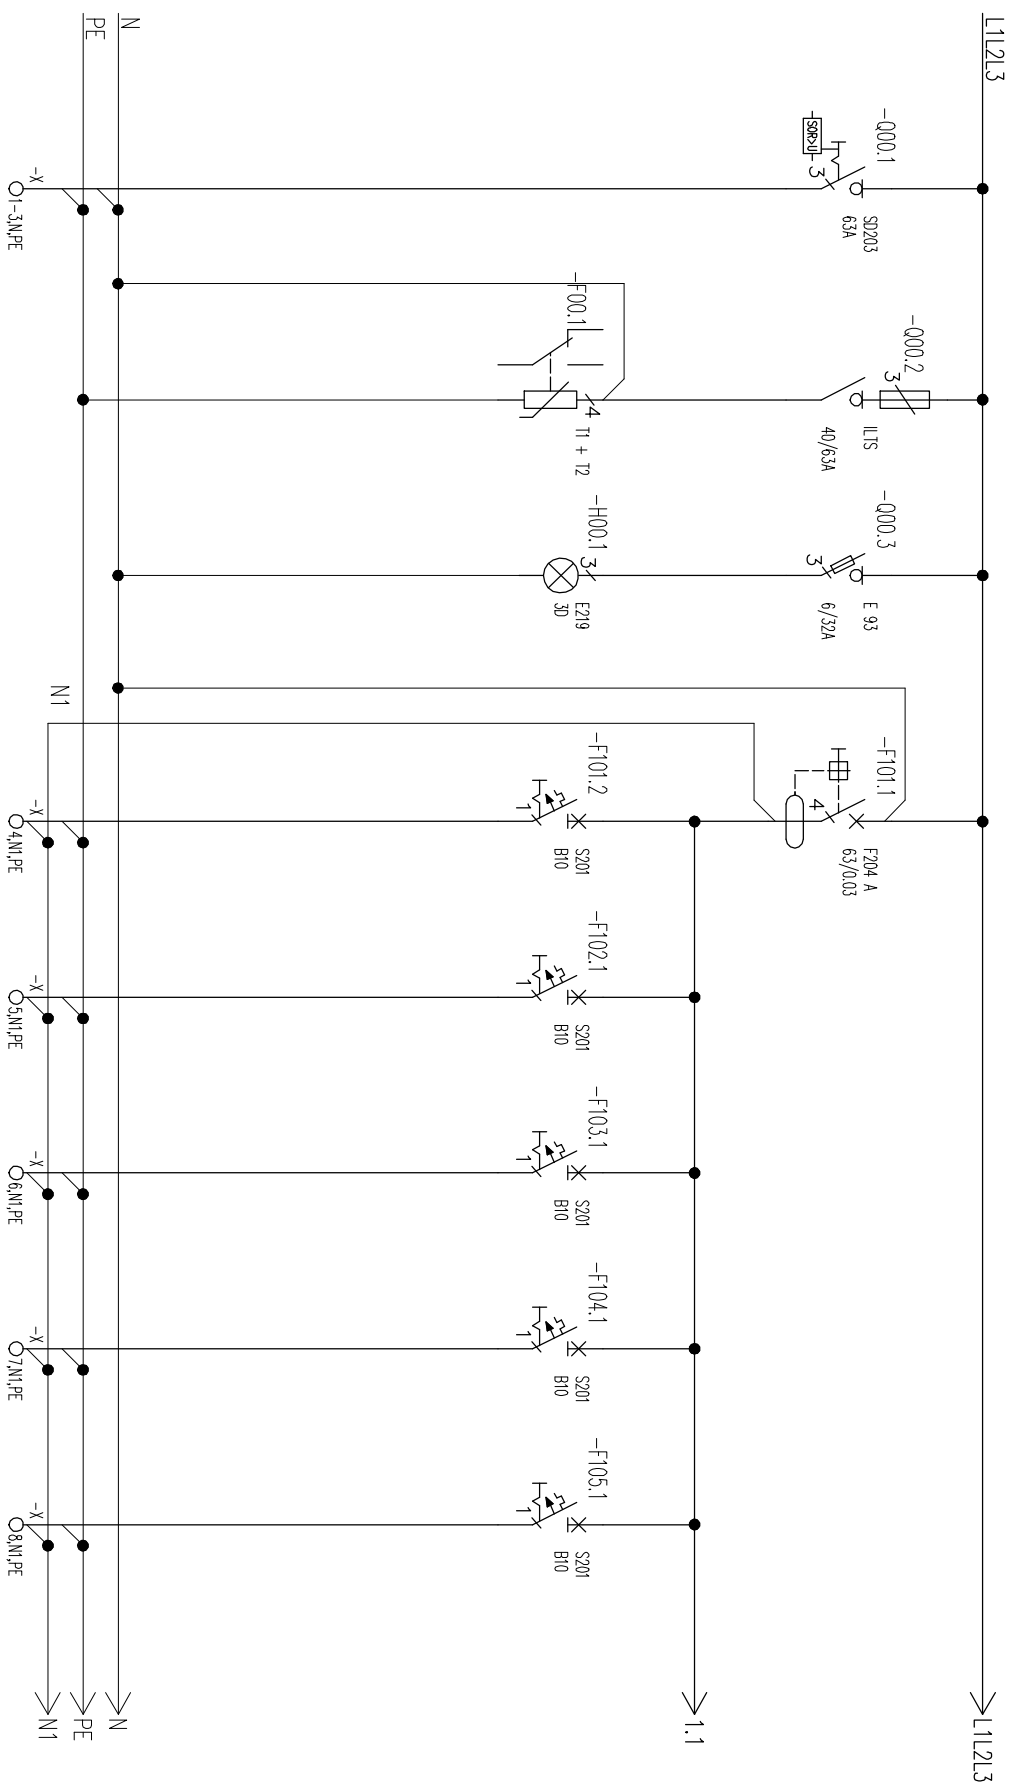 L1L2L3
L1L2L3
-Q00.1
3
SD203
63A
-Q00.2
3
ILTS
40/63A
-Q00.3
3
E 93
6/32A
-F101.1
4
F204 A
63/0.03
1.1
-F00.1
4
T1 + T2
-H00.1
3
E219
3D
-F101.2
1
S201
B10
-F102.1
1
S201
B10
-F103.1
1
S201
B10
-F104.1
1
S201
B10
-F105.1
1
S201
B10
N
N
PE
PE
N1
N1
-X
1-3,N,PE
-X
4,N1,PE
-X
5,N1,PE
-X
6,N1,PE
-X
7,N1,PE
-X
8,N1,PE